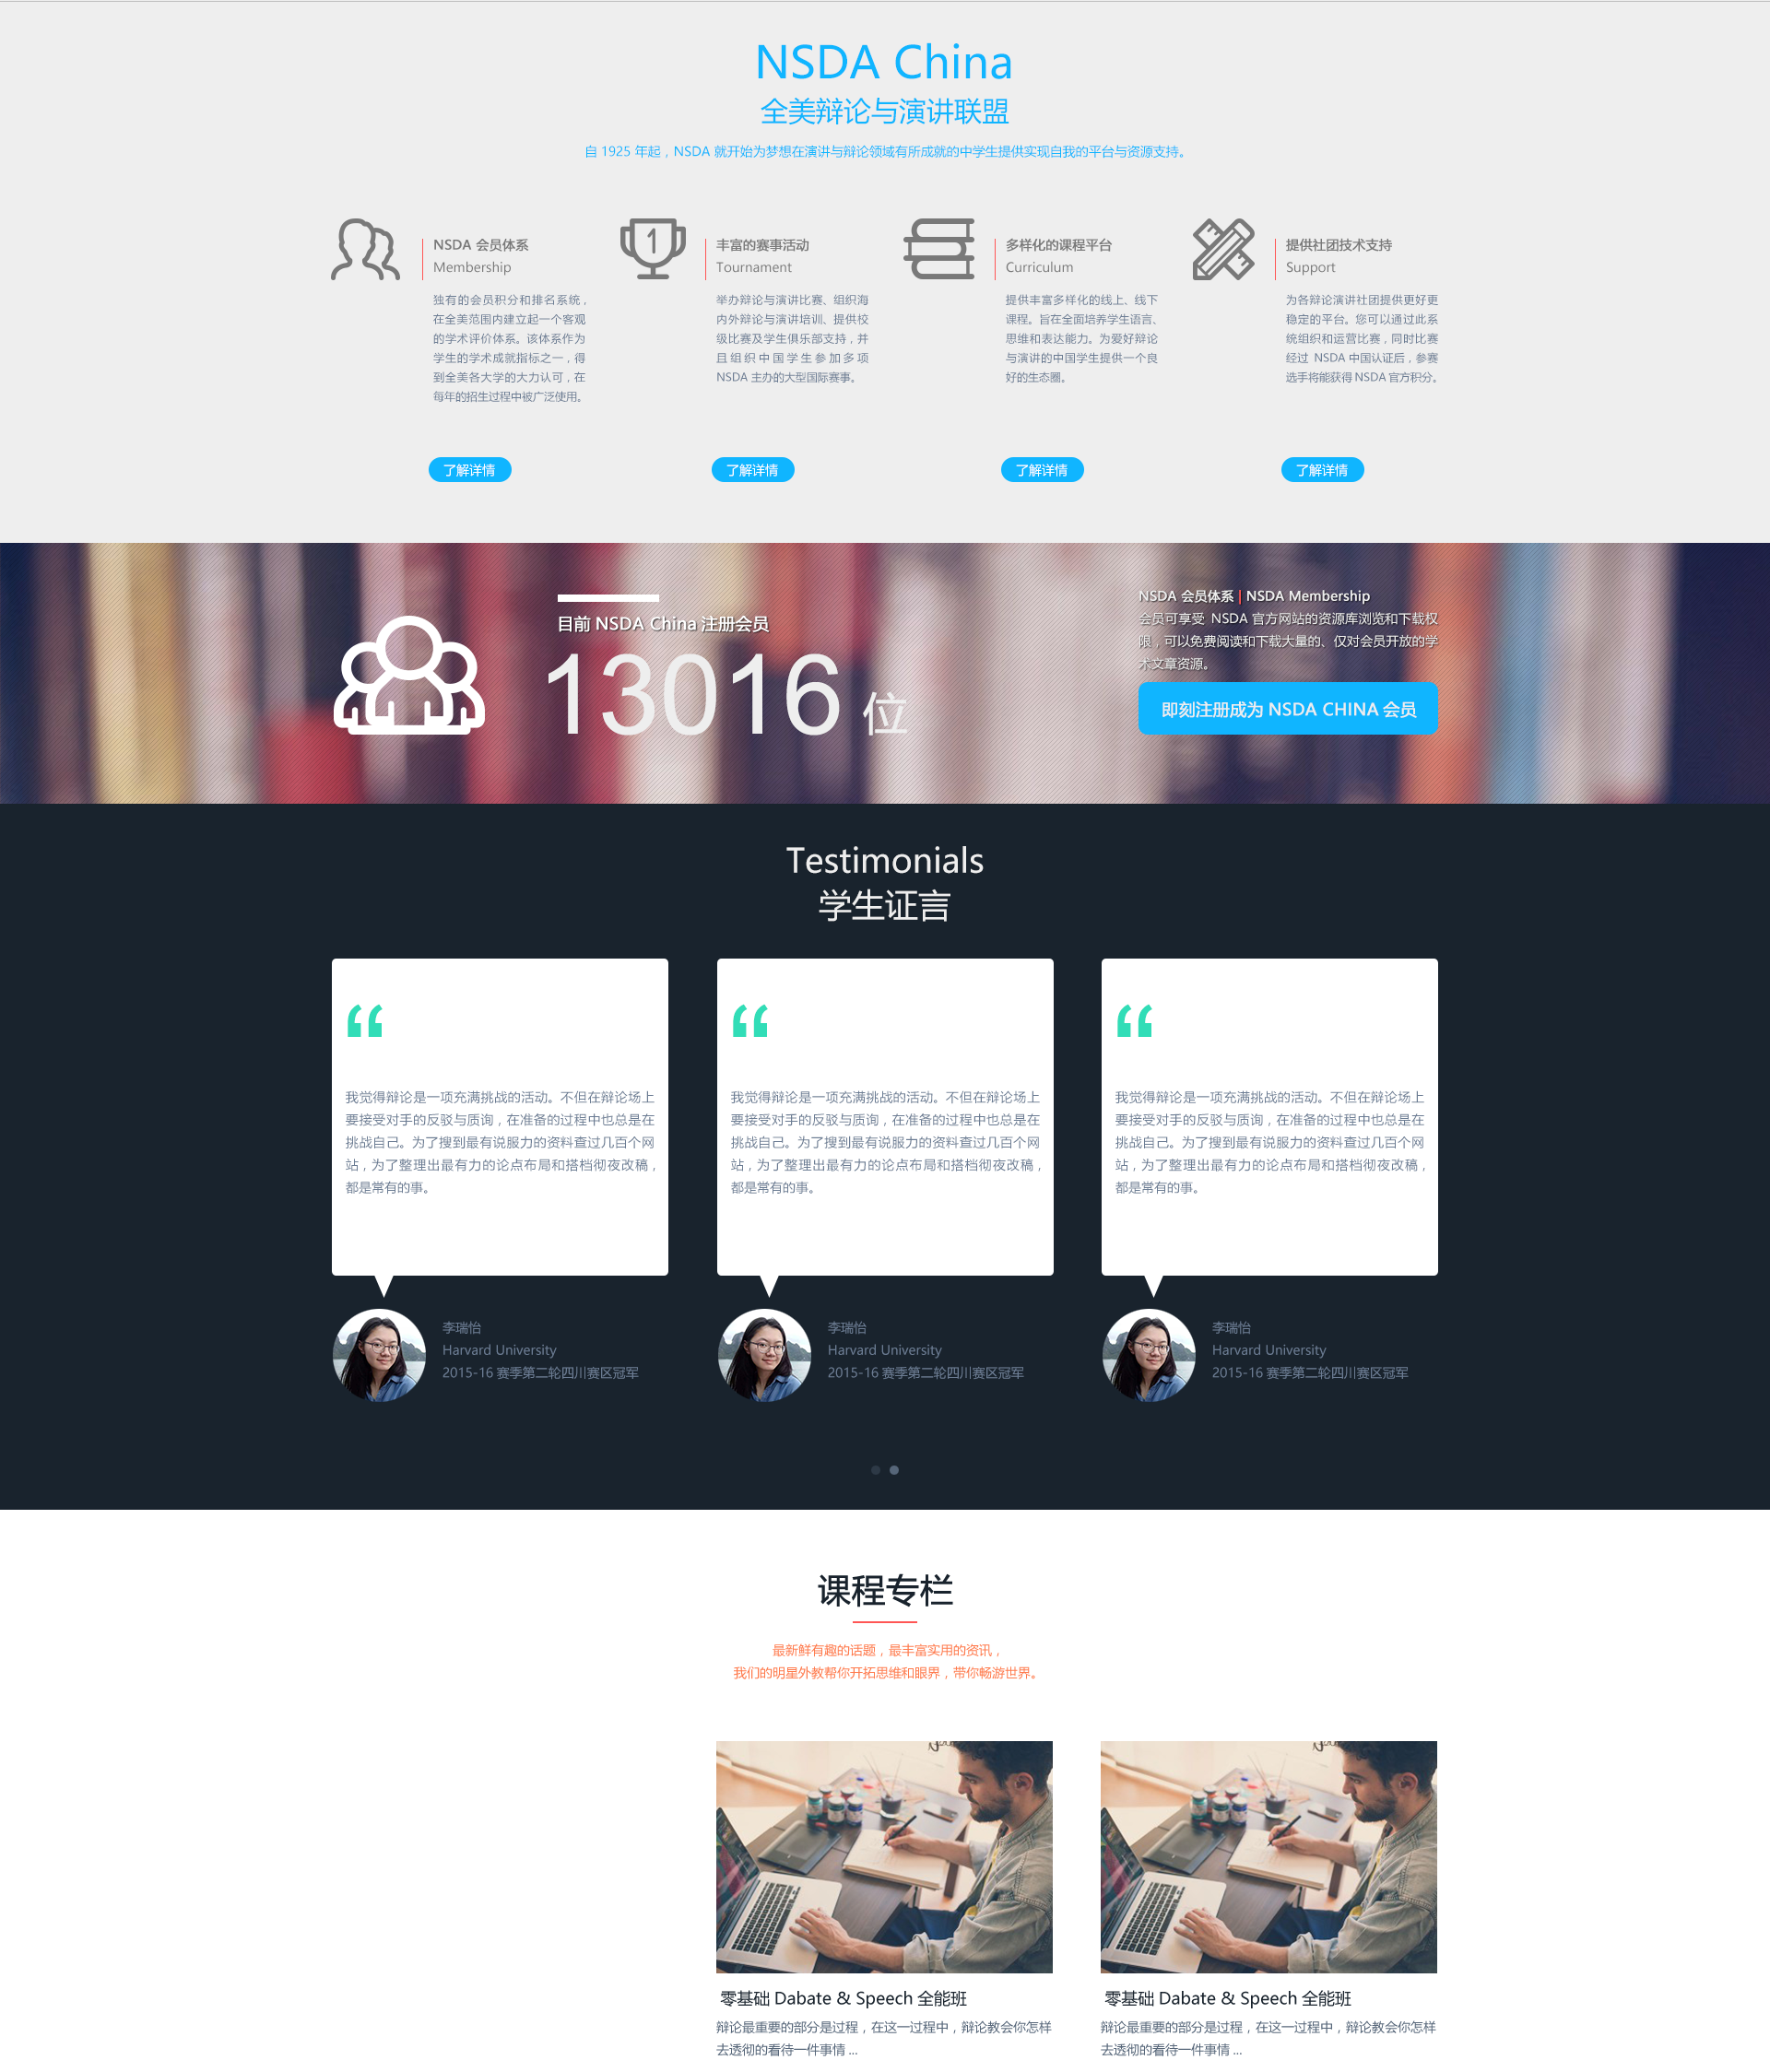 NSDA China
全美辩论与演讲联盟
自 1925 年起，NSDA 就开始为梦想在演讲与辩论领域有所成就的中学生提供实现自我的平台与资源支持。
NSDA 会员体系
Membership
独有的会员积分和排名系统，
在全美范围内建立起一个客观
的学术评价体系。该体系作为
学生的学术成就指标之一，得
到全美各大学的大力认可，在
每年的招生过程中被广泛使用。
了解详情
1
丰富的赛事活动
Tournament
举办辩论与演讲比赛、组织海
内外辩论与演讲培训、提供校
级比赛及学生俱乐部支持，并
且组织中国学生参加多项
NSDA 主办的大型国际赛事。
了解详情
多样化的课程平台
Curriculum
提供丰富多样化的线上、线下
课程。旨在全面培养学生语言、
思维和表达能力。为爱好辩论
与演讲的中国学生提供一个良
好的生态圈。
了解详情
提供社团技术支持
Support
为各辩论演讲社团提供更好更
稳定的平台。您可以通过此系
统组织和运营比赛，同时比赛
经过 NSDA 中国认证后，参赛
选手将能获得 NSDA 官方积分。
了解详情
目前 NSDA China 注册会员
13016 位
NSDA 会员体系 | NSDA Membership
会员可享受 NSDA 官方网站的资源库浏览和下载权
限，可以免费阅读和下载大量的、仅对会员开放的学
术文章资源。
即刻注册成为 NSDA CHINA 会员
Testimonials
学生证言
“
我觉得辩论是一项充满挑战的活动。不但在辩论场上
要接受对手的反驳与质询，在准备的过程中也总是在
挑战自己。为了搜到最有说服力的资料查过几百个网
站，为了整理出最有力的论点布局和搭档彻夜改稿，
都是常有的事。
李瑞怡
Harvard University
2015-16 赛季第二轮四川赛区冠军
“
我觉得辩论是一项充满挑战的活动。不但在辩论场上
要接受对手的反驳与质询，在准备的过程中也总是在
挑战自己。为了搜到最有说服力的资料查过几百个网
站，为了整理出最有力的论点布局和搭档彻夜改稿，
都是常有的事。
李瑞怡
Harvard University
2015-16 赛季第二轮四川赛区冠军
“
我觉得辩论是一项充满挑战的活动。不但在辩论场上
要接受对手的反驳与质询，在准备的过程中也总是在
挑战自己。为了搜到最有说服力的资料查过几百个网
站，为了整理出最有力的论点布局和搭档彻夜改稿，
都是常有的事。
李瑞怡
Harvard University
2015-16 赛季第二轮四川赛区冠军
课程专栏
最新鲜有趣的话题，最丰富实用的资讯，
我们的明星外教帮你开拓思维和眼界，带你畅游世界。
零基础 Dabate & Speech 全能班
辩论最重要的部分是过程，在这一过程中，辩论教会你怎样
去透彻的看待一件事情 ...
零基础 Dabate & Speech 全能班
辩论最重要的部分是过程，在这一过程中，辩论教会你怎样
去透彻的看待一件事情 ...